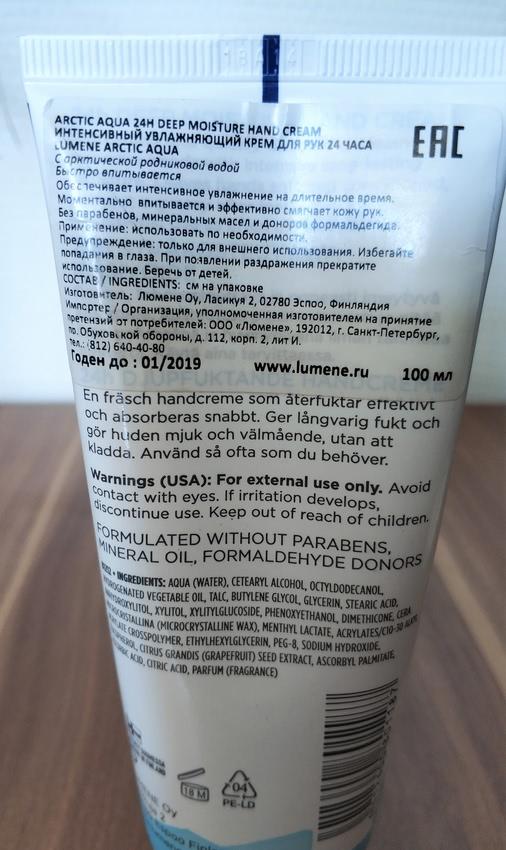 ARCTIC AQUA 24H DEEP MOISTURE HAND CREAM
ИНТЕНСИВНЫЙ УВЛАЖНЯЮЩИЙ КРЕМ ДЛЯ РУК 24 ЧАСА
LUMENE ARCTIC AQUA
EAC
С арктической родниковой водой
Быстро впитывается
Обеспечивает интенсивное увлажнение на длительное время.
Моментально впитывается и эффективно смягчает кожу рук.
Без парабенов, минеральных масел и доноров формальдегида.
Применение: использовать по необходимости.
Предупреждение: только для внешнего использования. Избегайте
попадания в глаза. При появлении раздражения прекратите
использование. Беречь от детей.
СОСТАВ / INGREDIENTS: см на упаковке
Изготовитель: Люмене Оу, Ласикуя 2, 02780 Эспоо, Финляндия
Импортер / Организация, уполномоченная изготовителем на принятие
претензий от потребителей: ООО «Люмене», 192012, г. Санкт-Петербург,
пр. Обуховской обороны, д. 112, корп. 2, лит И.
тел.: (812) 640-40-80
Годен до : 01/2019 www.lumene.ru 100 мл
En fräsch handcreme som återfuktar effektivt
och absorberas snabbt. Ger långvarig fukt och
gör huden mjuk och välmående, utan att
kladda. Använd så ofta som du behöver.
Warnings (USA): For external use only. Avoid
contact with eyes. If irritation develops,
discontinue use. Keep out of reach of children.
FORMULATED WITHOUT PARABENS,
MINERAL OIL, FORMALDEHYDE DONORS
INGREDIENTS: AQUA (WATER), CETEARYL ALCOHOL, OCTYLDODECANOL,
HYDROGENATED VEGETABLE OIL, TALC, BUTYLENE GLYCOL, GLYCERIN, STEARIC ACID,
ANHYDROXYLITOL, XYLITOL, XYLITYLGLUCOSIDE, PHENOXYETHANOL, DIMETHICONE, CERA
MICROCRISTALLINA (MICROCRYSTALLINE WAX), MENTHYL LACTATE, ACRYLATES/C10-30 ALKYL
ACRYLATE CROSSPOLYMER, ETHYLHEXYLGLYCERIN, PEG-8, SODIUM HYDROXIDE,
TOCOPHEROL, CITRUS GRANDIS (GRAPEFRUIT) SEED EXTRACT, ASCORBYL PALMITATE,
ASCORBIC ACID, CITRIC ACID, PARFUM (FRAGRANCE)
18 M
04
PE-LD
Oy